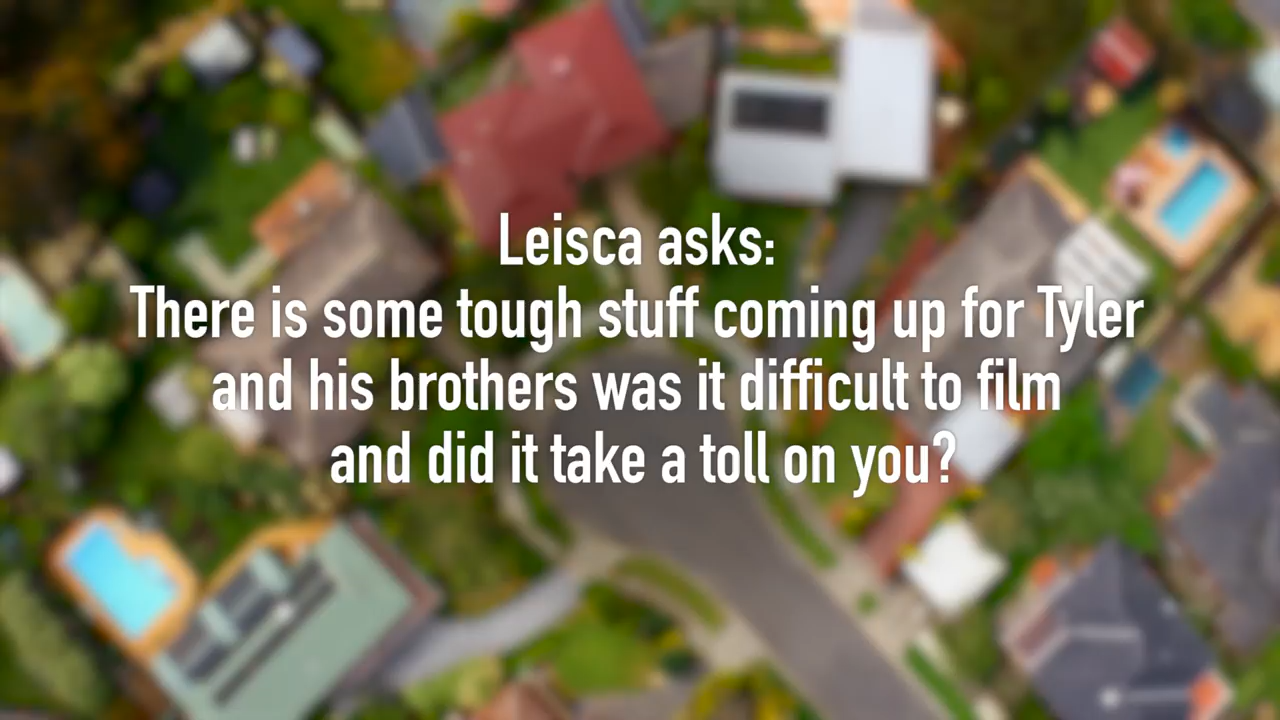 Leisca asks:
There is some tough stuff coming up for Tyler
and his brothers was it difficult to film
and did it take a toll on you?